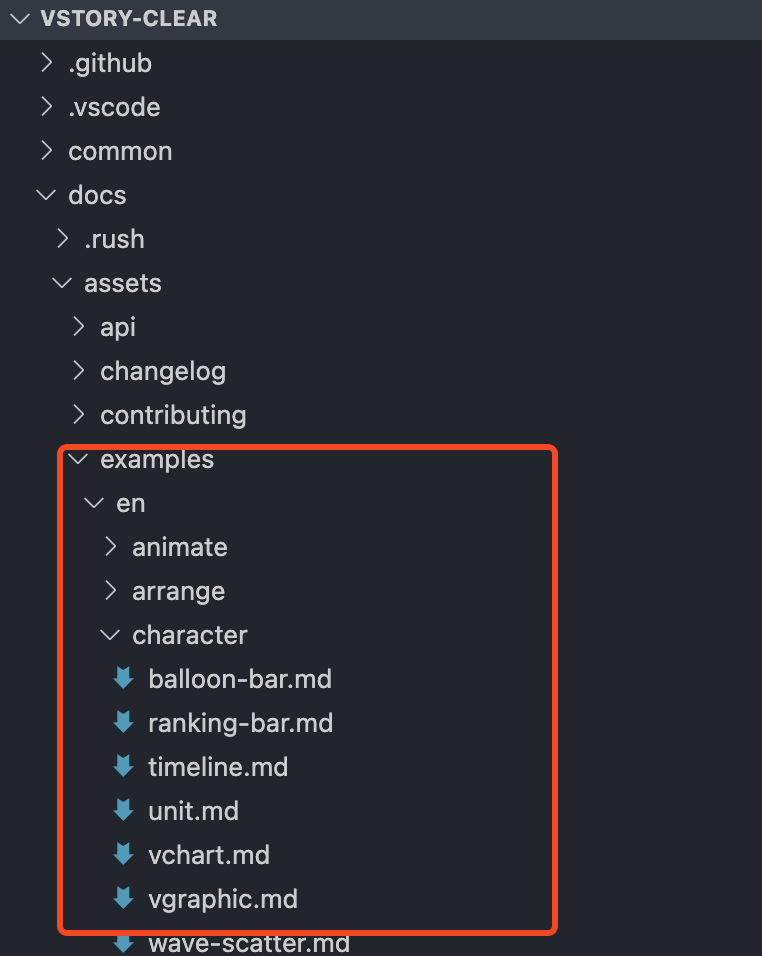 VSTORY-CLEAR
.github
.vscode
common
docs
.rush
assets
api
changelog
contributing
examples
en
animate
arrange
character
balloon-bar.md
ranking-bar.md
timeline.md
unit.md
vchart.md
vgraphic.md
wave-scatter.md